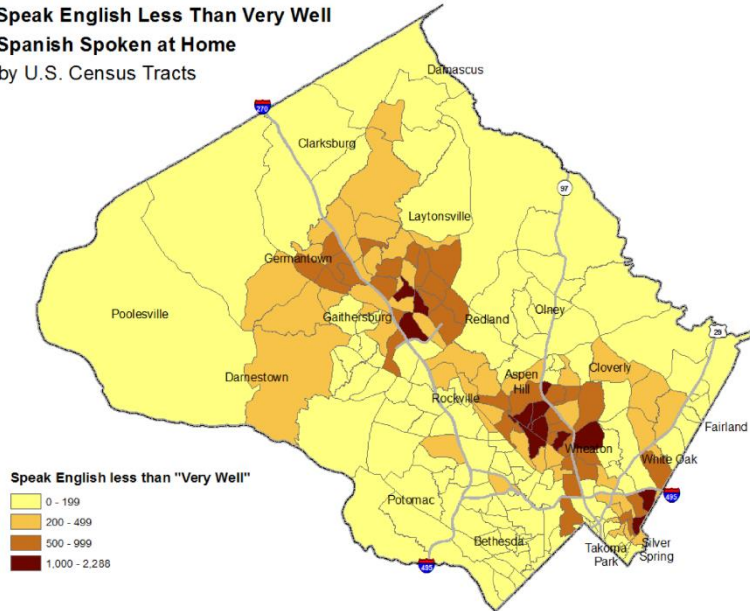 Speak English Less Than Very Well
Spanish Spoken at Home
by U.S. Census Tracts
Damascus
270
Clarksburg
97
Laytonsville
Germantown
Poolesville
Gaithersburg
Redland
Olney
29
Darnestown
Rockville
Aspen
Hill
Cloverly
Fairland
Wheaton
White Oak
Speak English less than "Very Well"
0 - 199
200 - 499
500 - 999
1,000 - 2,288
Potomac
495
Bethesda
Takoma
Park
Silver
Spring
495